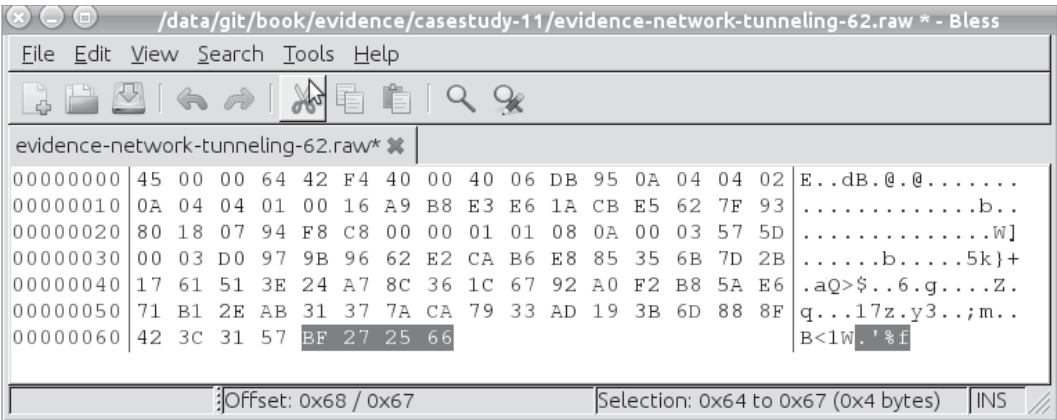 /data/git/book/evidence/casestudy-11/evidence-network-tunneling-62.raw * - Bless
File Edit View Search Tools Help
evidence-network-tunneling-62.raw*
00000000 45 00 00 64 42 F4 40 00 40 06 DB 95 0A 04 04 02 E..dB.@.@.......
00000010 0A 04 04 01 00 16 A9 B8 E3 E6 1A CB E5 62 7F 93 .............b..
00000020 80 18 07 94 F8 C8 00 00 01 01 08 0A 00 03 57 5D ..............W]
00000030 00 03 D0 97 9B 96 62 E2 CA B6 E8 85 35 6B 7D 2B ......b.....5k}+
00000040 17 61 51 3E 24 A7 8C 36 1C 67 92 A0 F2 B8 5A E6 .aQ>$..6.g....Z.
00000050 71 B1 2E AB 31 37 7A CA 79 33 AD 19 3B 6D 88 8F q...17z.y3..;m..
00000060 42 3C 31 57 BF 27 25 66 B<1W.'%f
Offset: 0x68 / 0x67 Selection: 0x64 to 0x67 (0x4 bytes) INS